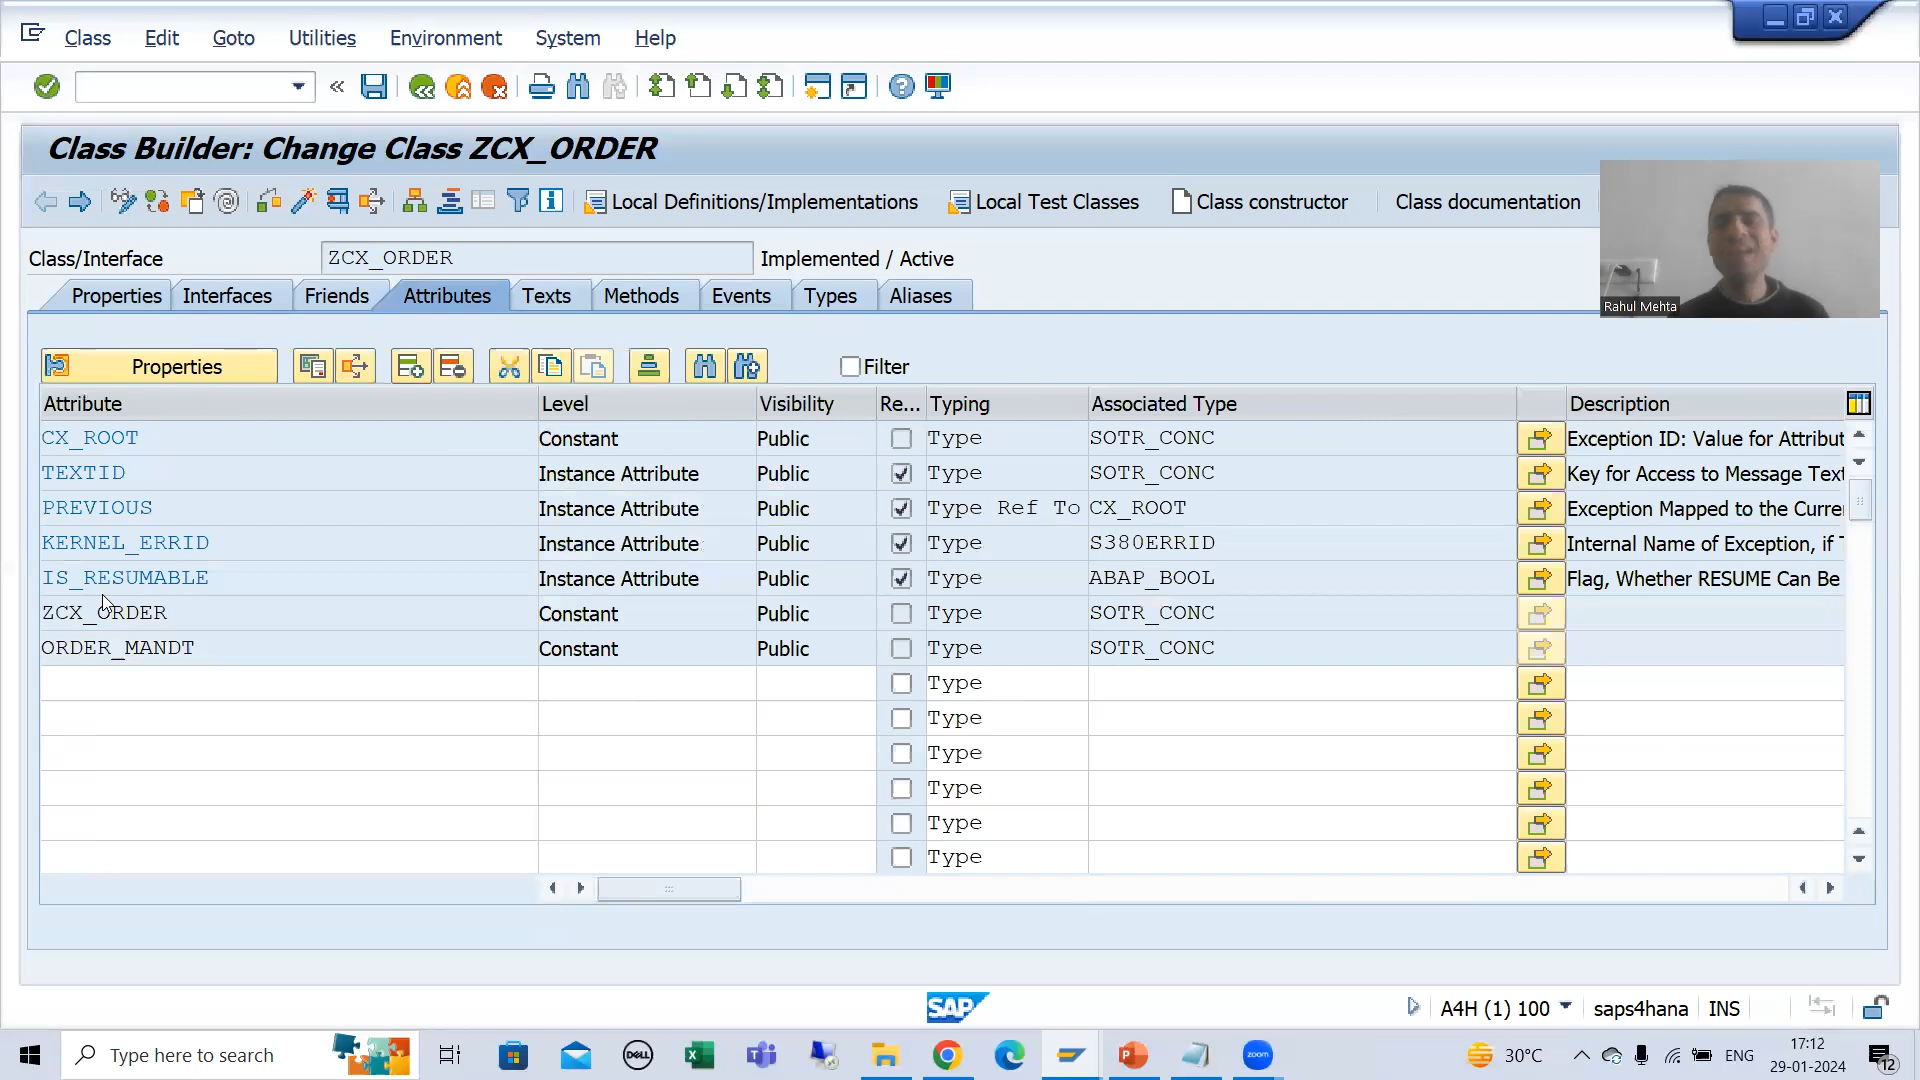 Class Edit Goto Utilities Environment System Help
Class Builder: Change Class ZCX_ORDER
Local Definitions/Implementations Local Test Classes Class constructor Class documentation
Class/Interface ZCX_ORDER Implemented / Active
Properties Interfaces Friends Attributes Texts Methods Events Types Aliases
Rahul Mehta
Properties Filter
Attribute Level Visibility Re... Typing Associated Type Description
CX_ROOT Constant Public Type SOTR_CONC Exception ID: Value for Attribut
TEXTID Instance Attribute Public Type SOTR_CONC Key for Access to Message Text
PREVIOUS Instance Attribute Public Type Ref To CX_ROOT Exception Mapped to the Curre
KERNEL_ERRID Instance Attribute Public Type S380ERRID Internal Name of Exception, if
IS_RESUMABLE Instance Attribute Public Type ABAP_BOOL Flag, Whether RESUME Can Be
ZCX_ORDER Constant Public Type SOTR_CONC
ORDER_MANDT Constant Public Type SOTR_CONC
Type
Type
Type
Type
Type
Type
SAP A4H (1) 100 saps4hana INS
Type here to search DELL zoom 30°C ENG 17:12
29-01-2024 12